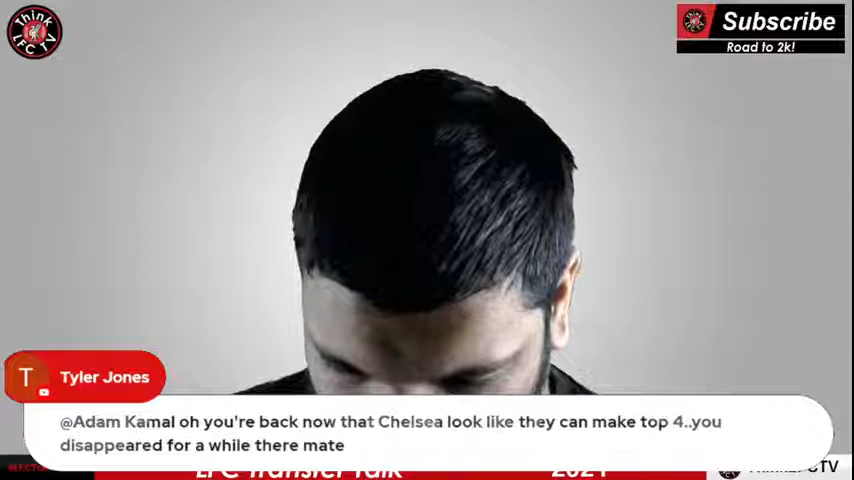 Think
LFC TV
Subscribe
Road to 2k!
T
Tyler Jones
@Adam Kamal oh you're back now that Chelsea look like they can make top 4..you
disappeared for a while there mate
LFC Transfer Talk
2021